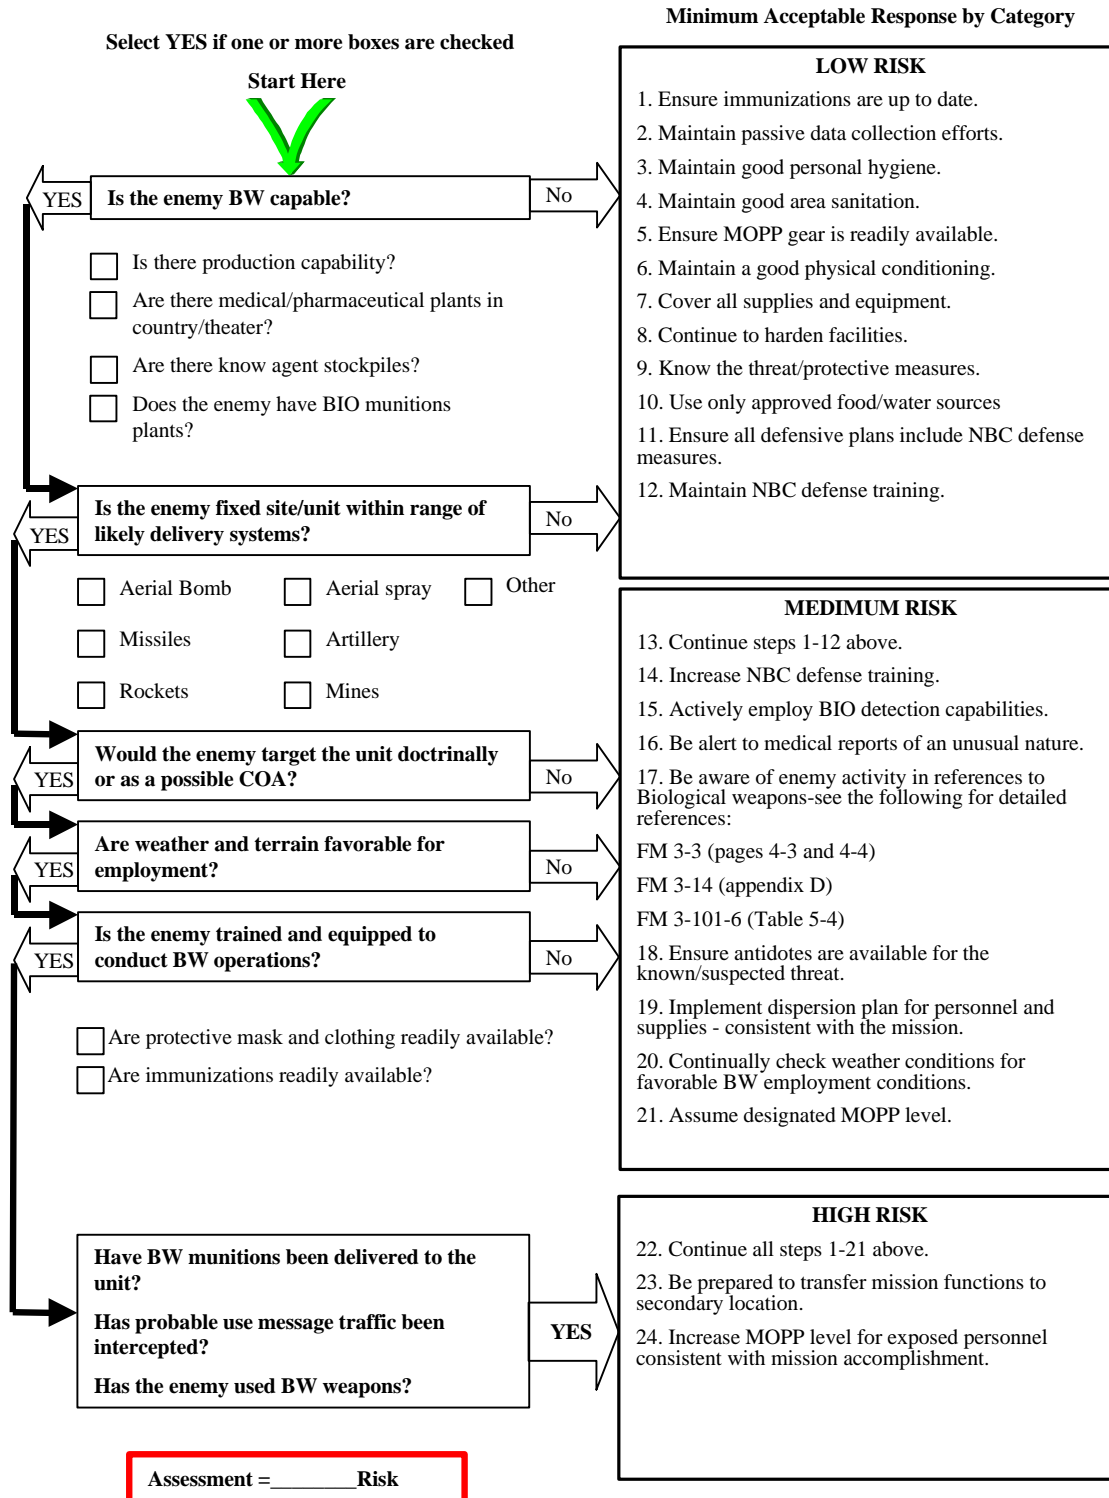 Minimum Acceptable Response by Category
Select YES if one or more boxes are checked
Start Here
YES
Is the enemy BW capable?
No
Is there production capability?
Are there medical/pharmaceutical plants in
country/theater?
Are there know agent stockpiles?
Does the enemy have BIO munitions
plants?
YES
Is the enemy fixed site/unit within range of
likely delivery systems?
No
Aerial Bomb
Aerial spray
Other
Missiles
Artillery
Rockets
Mines
YES
Would the enemy target the unit doctrinally
or as a possible COA?
No
YES
Are weather and terrain favorable for
employment?
No
YES
Is the enemy trained and equipped to
conduct BW operations?
No
Are protective mask and clothing readily available?
Are immunizations readily available?
Have BW munitions been delivered to the
unit?
Has probable use message traffic been
intercepted?
Has the enemy used BW weapons?
YES
Assessment =________Risk
LOW RISK
1. Ensure immunizations are up to date.
2. Maintain passive data collection efforts.
3. Maintain good personal hygiene.
4. Maintain good area sanitation.
5. Ensure MOPP gear is readily available.
6. Maintain a good physical conditioning.
7. Cover all supplies and equipment.
8. Continue to harden facilities.
9. Know the threat/protective measures.
10. Use only approved food/water sources
11. Ensure all defensive plans include NBC defense
measures.
12. Maintain NBC defense training.
MEDIMUM RISK
13. Continue steps 1-12 above.
14. Increase NBC defense training.
15. Actively employ BIO detection capabilities.
16. Be alert to medical reports of an unusual nature.
17. Be aware of enemy activity in references to
Biological weapons-see the following for detailed
references:
FM 3-3 (pages 4-3 and 4-4)
FM 3-14 (appendix D)
FM 3-101-6 (Table 5-4)
18. Ensure antidotes are available for the
known/suspected threat.
19. Implement dispersion plan for personnel and
supplies - consistent with the mission.
20. Continually check weather conditions for
favorable BW employment conditions.
21. Assume designated MOPP level.
HIGH RISK
22. Continue all steps 1-21 above.
23. Be prepared to transfer mission functions to
secondary location.
24. Increase MOPP level for exposed personnel
consistent with mission accomplishment.